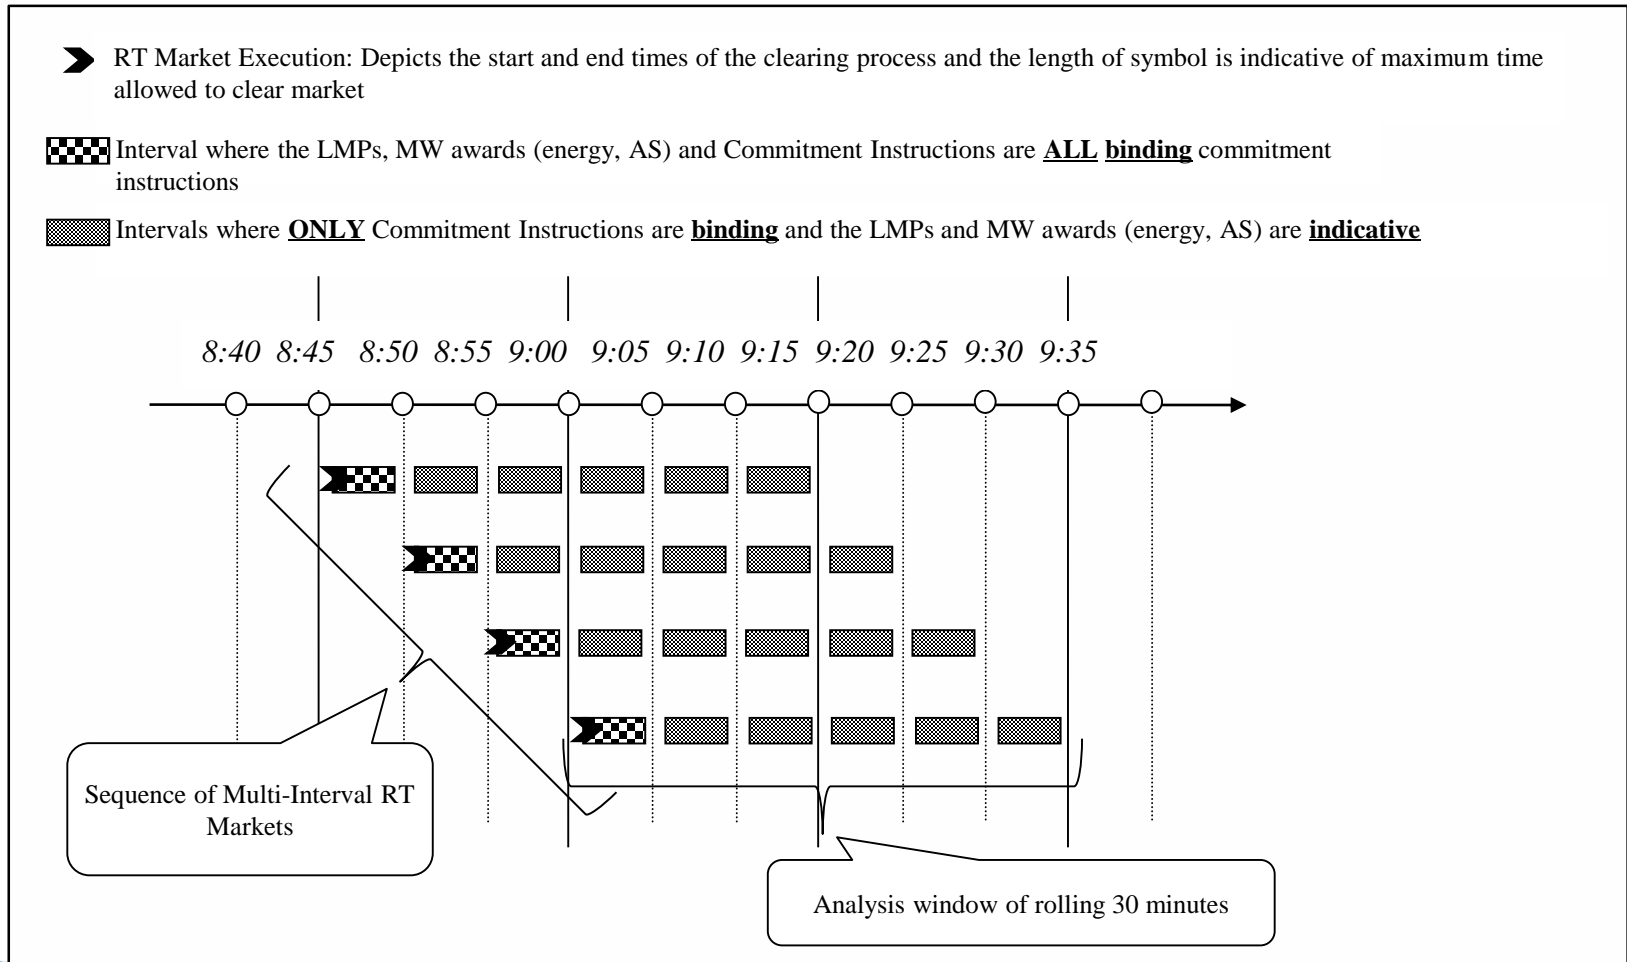 RT Market Execution: Depicts the start and end times of the clearing process and the length of symbol is indicative of maximum time
allowed to clear market
Interval where the LMPs, MW awards (energy, AS) and Commitment Instructions are ALL binding commitment
instructions
Intervals where ONLY Commitment Instructions are binding and the LMPs and MW awards (energy, AS) are indicative
8:40 8:45 8:50 8:55 9:00 9:05 9:10 9:15 9:20 9:25 9:30 9:35
Sequence of Multi-Interval RT
Markets
Analysis window of rolling 30 minutes